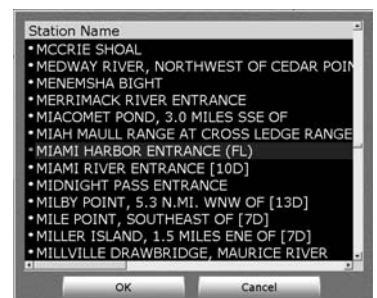 Station Name
•MCCRIE SHOAL
•MEDWAY RIVER, NORTHWEST OF CEDAR POIN
•MENEMSHA BIGHT
•MERRIMACK RIVER ENTRANCE
•MIACOMET POND, 3.0 MILES SSE OF
•MIAH MAULL RANGE AT CROSS LEDGE RANGE
•MIAMI HARBOR ENTRANCE (FL)
•MIAMI RIVER ENTRANCE [10D]
•MIDNIGHT PASS ENTRANCE
•MILBY POINT, 5.3 N.MI. WNW OF [13D]
•MILE POINT, SOUTHEAST OF [7D]
•MILLER ISLAND, 1.5 MILES ENE OF [7D]
•MILLVILLE DRAWBRIDGE, MAURICE RIVER
OK Cancel